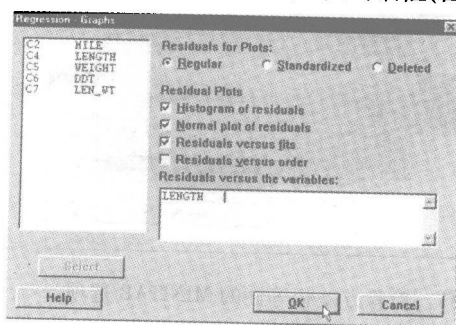 Regression - Graphs
C2 MILE
C4 LENGTH
C5 WEIGHT
C6 DDT
C7 LEN_WT
Residuals for Plots:
Regular Standardized Deleted
Residual Plots
Histogram of residuals
Normal plot of residuals
Residuals versus fits
Residuals versus order
Residuals versus the variables:
LENGTH
Select
Help OK Cancel